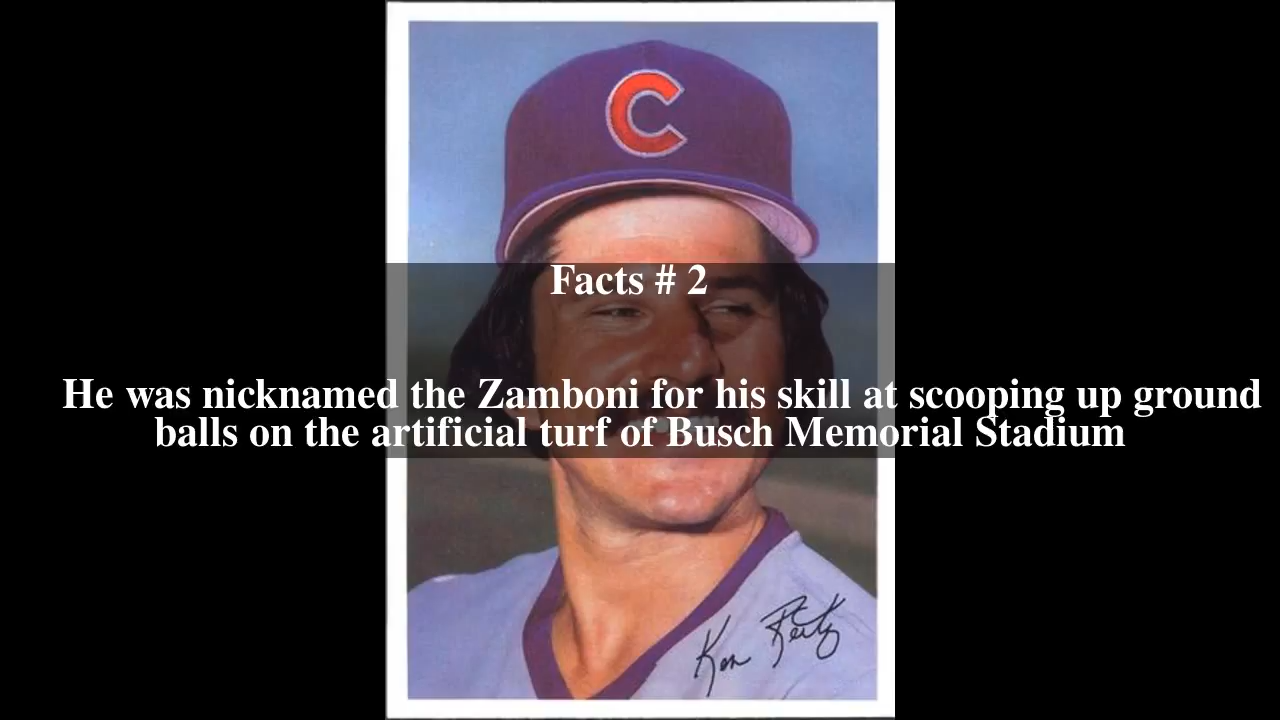 C
Facts # 2
He was nicknamed the Zamboni for his skill at scooping up ground
balls on the artificial turf of Busch Memorial Stadium
Ken Reitz